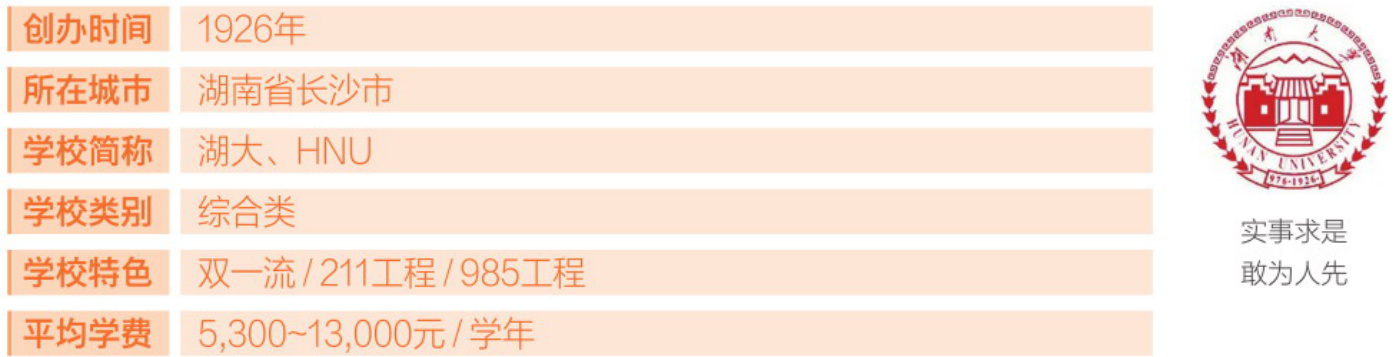 创办时间 1926年
所在城市 湖南省长沙市
学校简称 湖大、HNU
学校类别 综合类
学校特色 双一流 / 211工程 / 985工程
平均学费 5,300~13,000元 / 学年
湖南大学
HUNAN UNIVERSITY
976-1926
实事求是
敢为人先